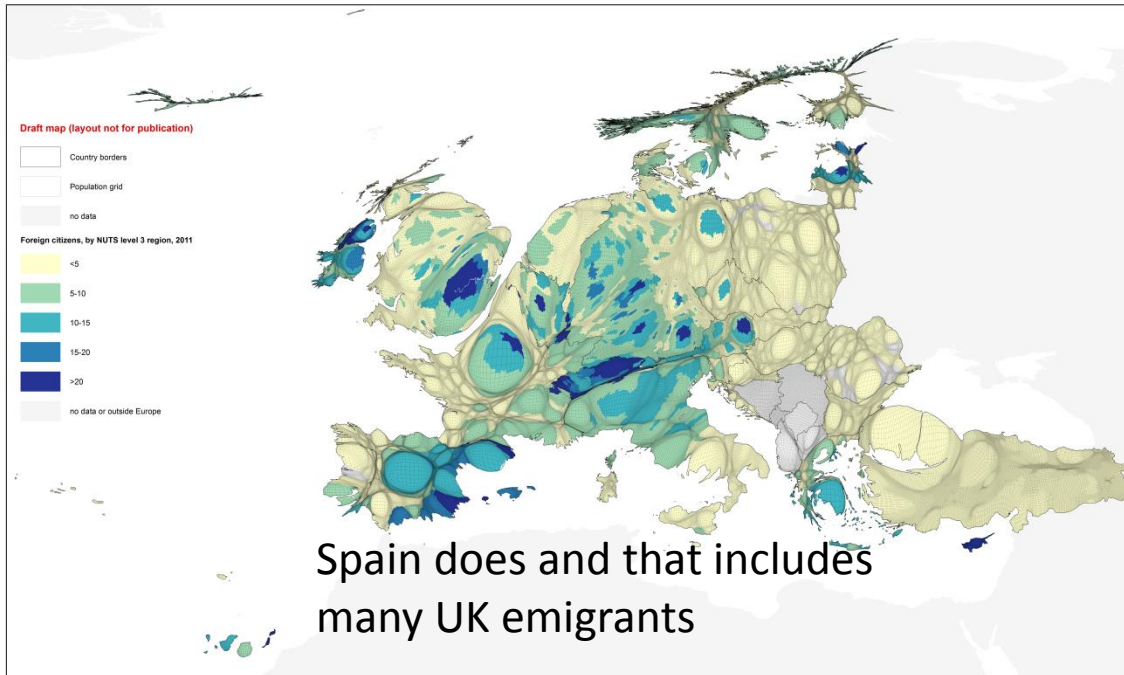 Draft map (layout not for publication)
Country borders
Population grid
no data
Foreign citizens, by NUTS level 3 region, 2011
<5
5-10
10-15
15-20
>20
no data or outside Europe
Spain does and that includes
many UK emigrants